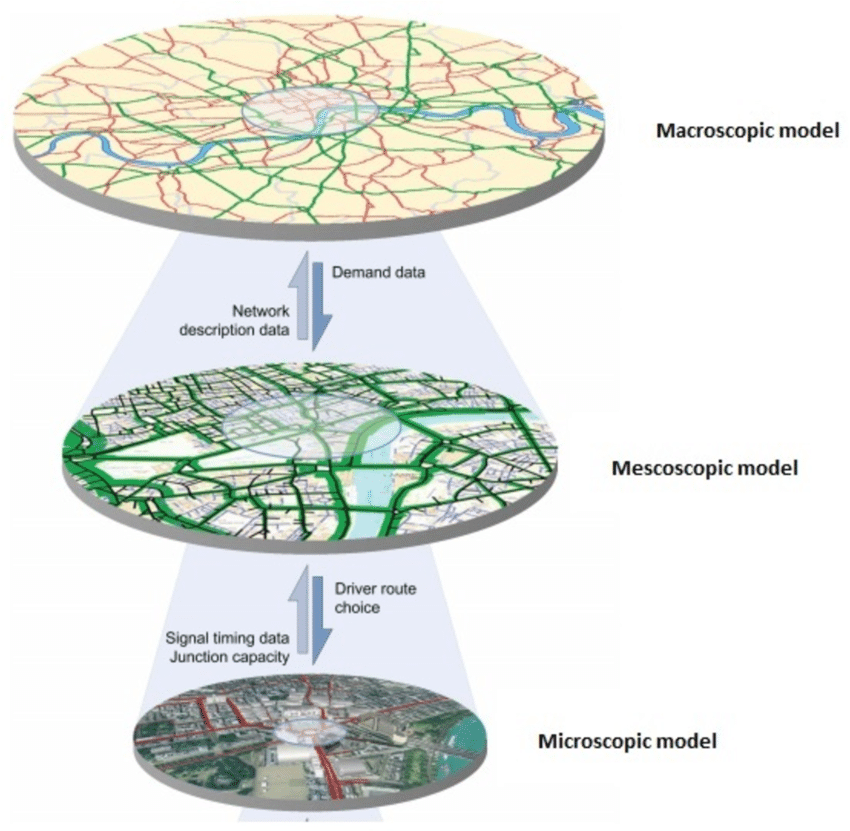 Macroscopic model
Demand data
Network
description data
Mescoscopic model
Driver route
choice
Signal timing data
Junction capacity
Microscopic model